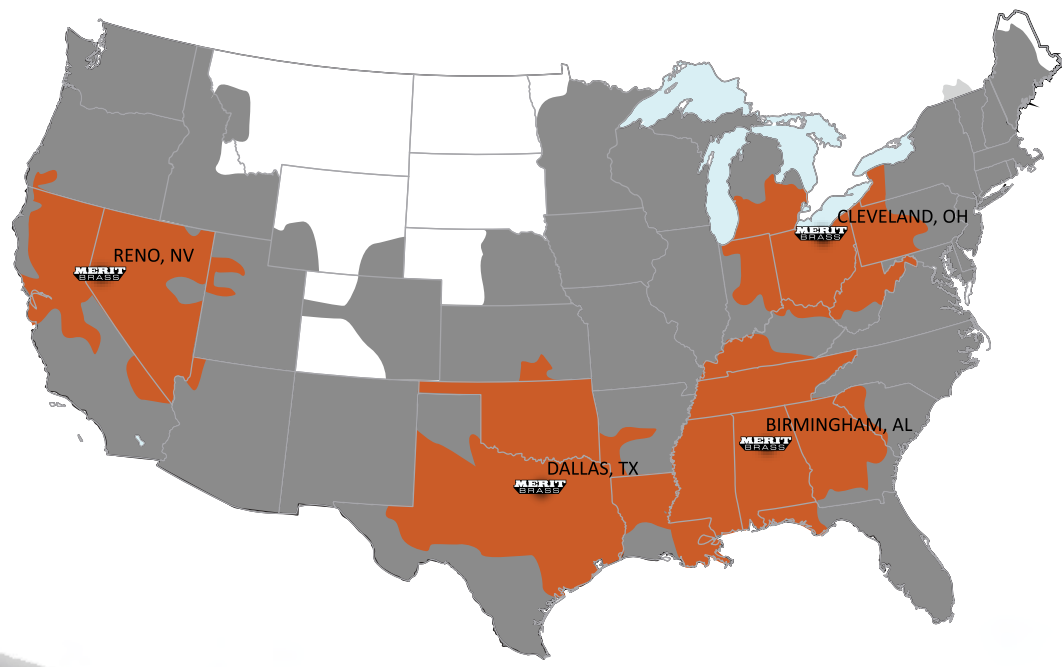 CLEVELAND, OH
MERIT
BRASS
RENO, NV
MERIT
BRASS
BIRMINGHAM, AL
MERIT
BRASS
DALLAS, TX
MERIT
BRASS